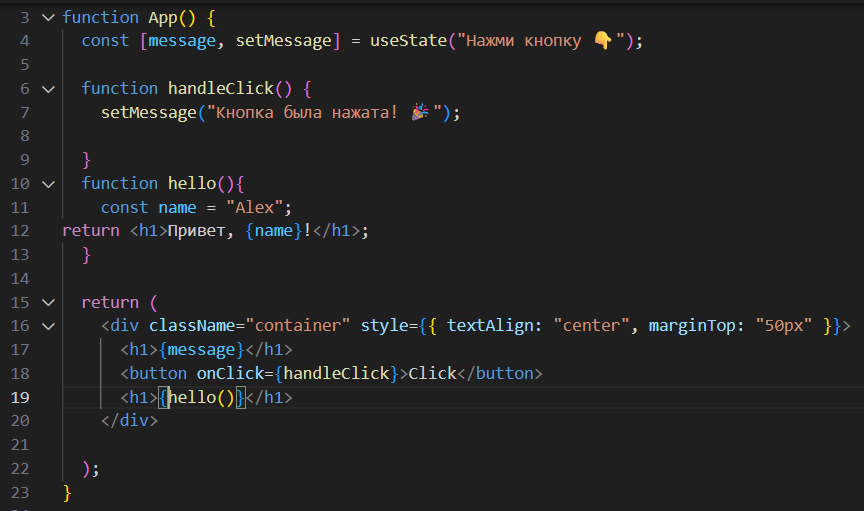 3 function App() {
4 const [message, setMessage] = useState("Нажми кнопку 👇");
5
6 function handleClick() {
7 setMessage("Кнопка была нажата! 🎉");
8
9 }
10 function hello(){
11 const name = "Alex";
12 return <h1>Привет, {name}!</h1>;
13 }
14
15 return (
16 <div className="container" style={{ textAlign: "center", marginTop: "50px" }}>
17 <h1>{message}</h1>
18 <button onClick={handleClick}>Click</button>
19 <h1>{hello()}</h1>
20 </div>
21
22 );
23 }